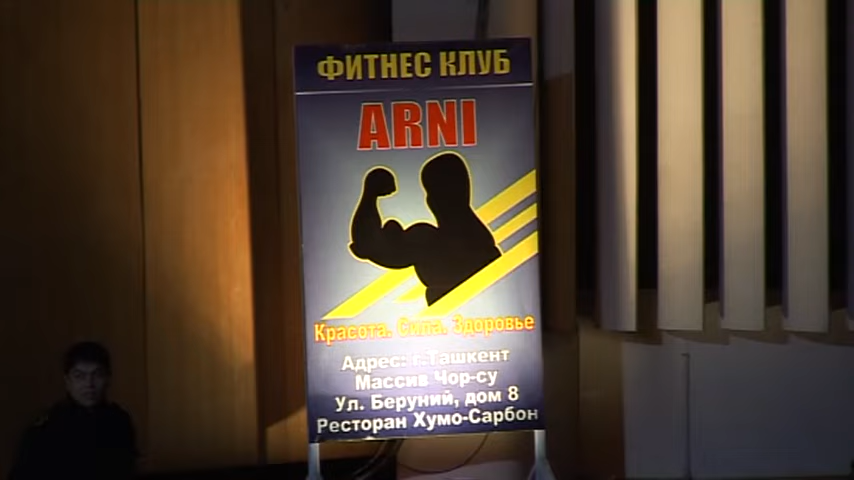 ФИТНЕС КЛУБ
ARNI
Красота. Сила. Здоровье
Адрес: г.Ташкент
Массив Чор-су
Ул. Беруний, дом 8
Ресторан Хумо-Сарбон